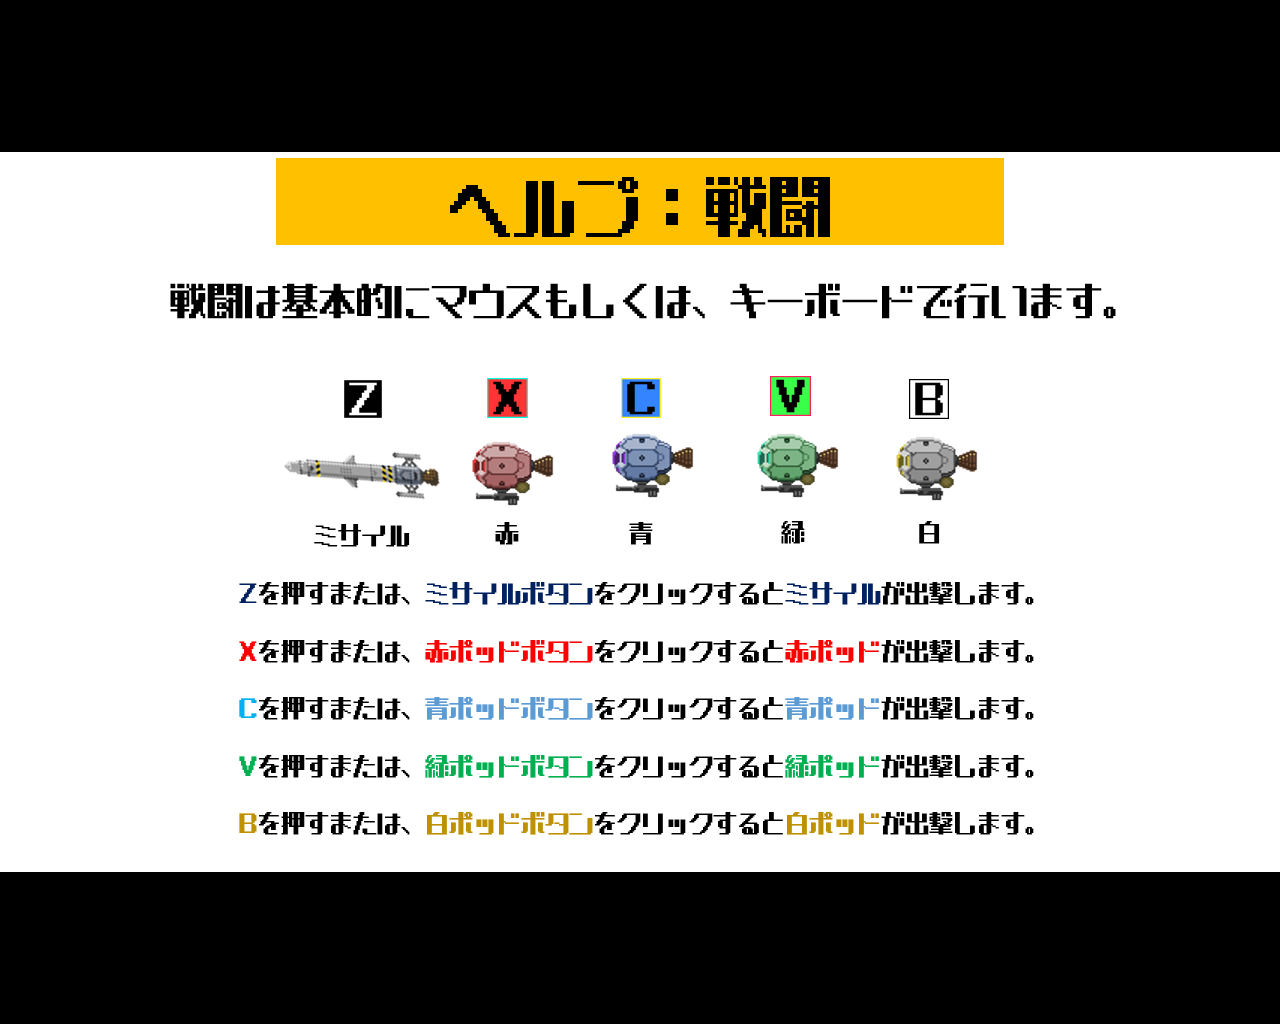 ヘルプ：戦闘
戦闘は基本的にマウスもしくは、キーボードで行います。
Z X C V B
ミサイル 赤 青 緑 白
Zを押すまたは、ミサイルボタンをクリックするとミサイルが出撃します。
Xを押すまたは、赤ポッドボタンをクリックすると赤ポッドが出撃します。
Cを押すまたは、青ポッドボタンをクリックすると青ポッドが出撃します。
Vを押すまたは、緑ポッドボタンをクリックすると緑ポッドが出撃します。
Bを押すまたは、白ポッドボタンをクリックすると白ポッドが出撃します。